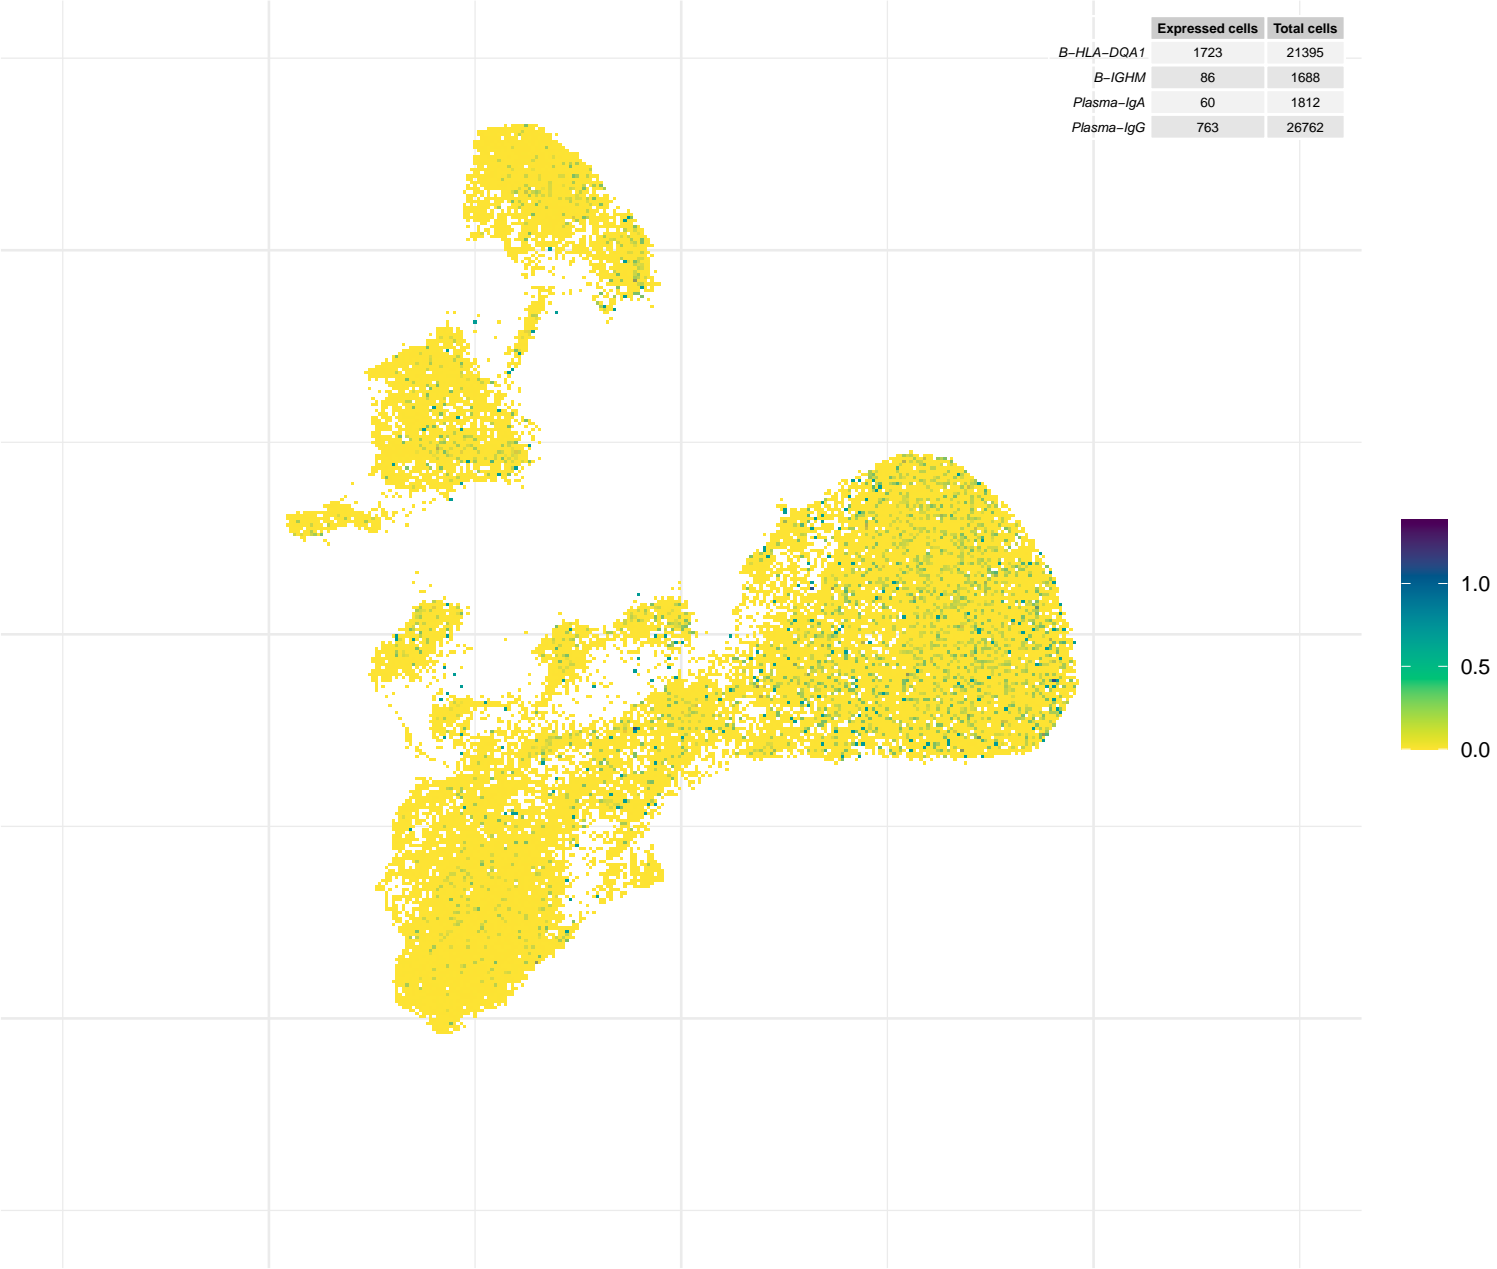 Expressed cells Total cells
B−HLA−DQA1 1723 21395
B−IGHM 86 1688
Plasma−IgA 60 1812
Plasma−IgG 763 26762
1.0
0.5
0.0